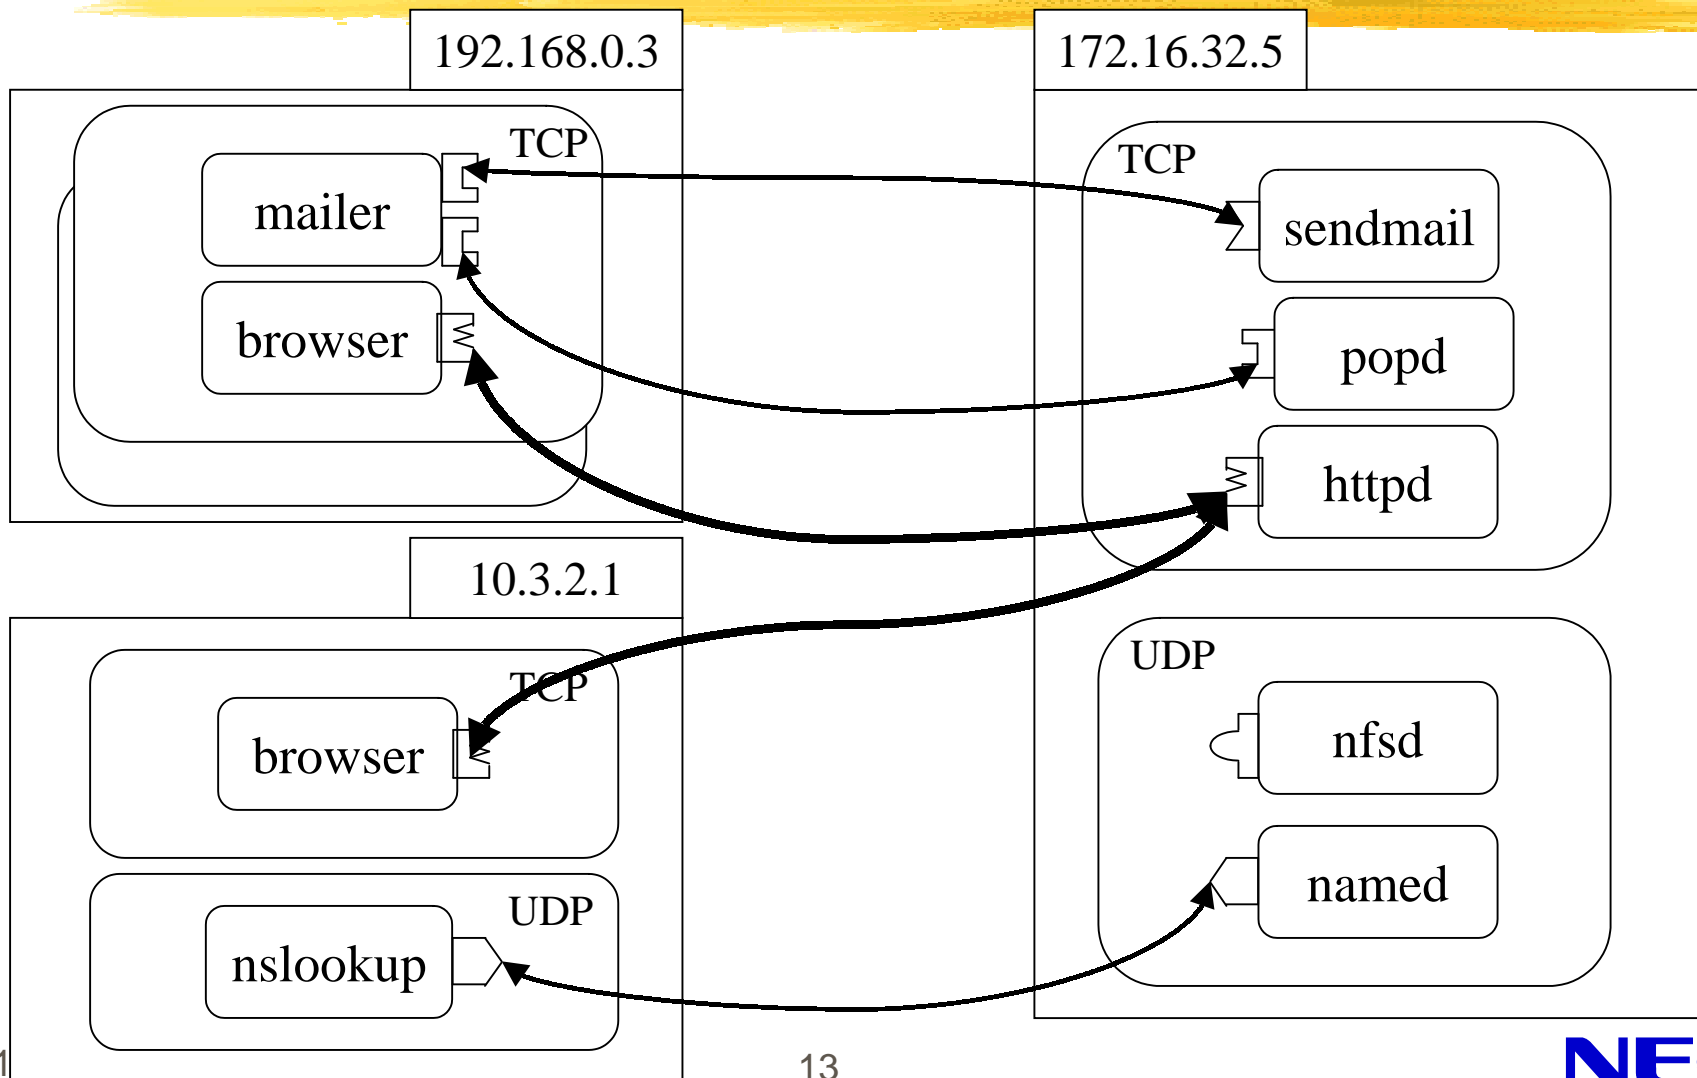 192.168.0.3
TCP
mailer
browser
10.3.2.1
TCP
browser
UDP
nslookup
172.16.32.5
TCP
sendmail
popd
httpd
UDP
nfsd
named
13